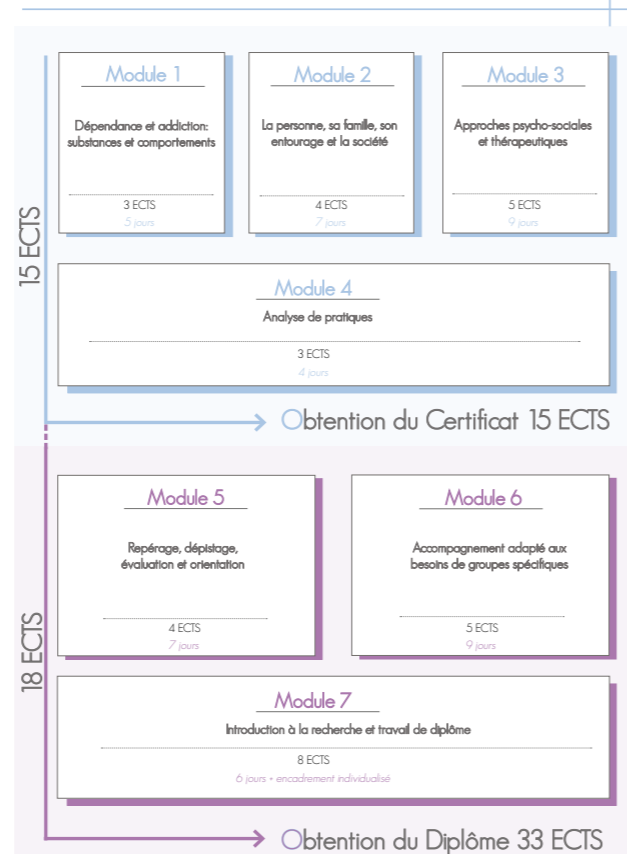 15 ECTS
Module 1
Dépendance et addiction:
substances et comportements
3 ECTS
5 jours
Module 2
La personne, sa famille, son
entourage et la société
4 ECTS
7 jours
Module 3
Approches psycho-sociales
et thérapeutiques
5 ECTS
9 jours
Module 4
Analyse de pratiques
3 ECTS
4 jours
Obtention du Certificat 15 ECTS
18 ECTS
Module 5
Repérage, dépistage,
évaluation et orientation
4 ECTS
7 jours
Module 6
Accompagnement adapté aux
besoins de groupes spécifiques
5 ECTS
9 jours
Module 7
Introduction à la recherche et travail de diplôme
8 ECTS
6 jours + encadrement individualisé
Obtention du Diplôme 33 ECTS